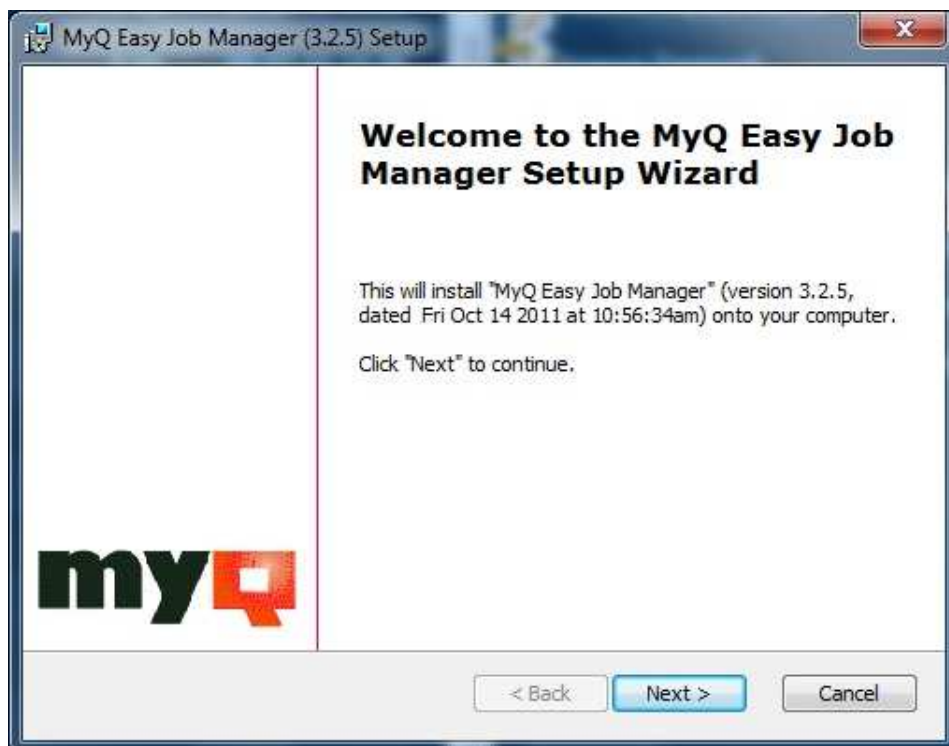 MyQ Easy Job Manager (3.2.5) Setup
Welcome to the MyQ Easy Job
Manager Setup Wizard
This will install "MyQ Easy Job Manager" (version 3.2.5,
dated  Fri Oct 14 2011 at 10:56:34am) onto your computer.
Click "Next" to continue.
myQ
< Back
Next >
Cancel